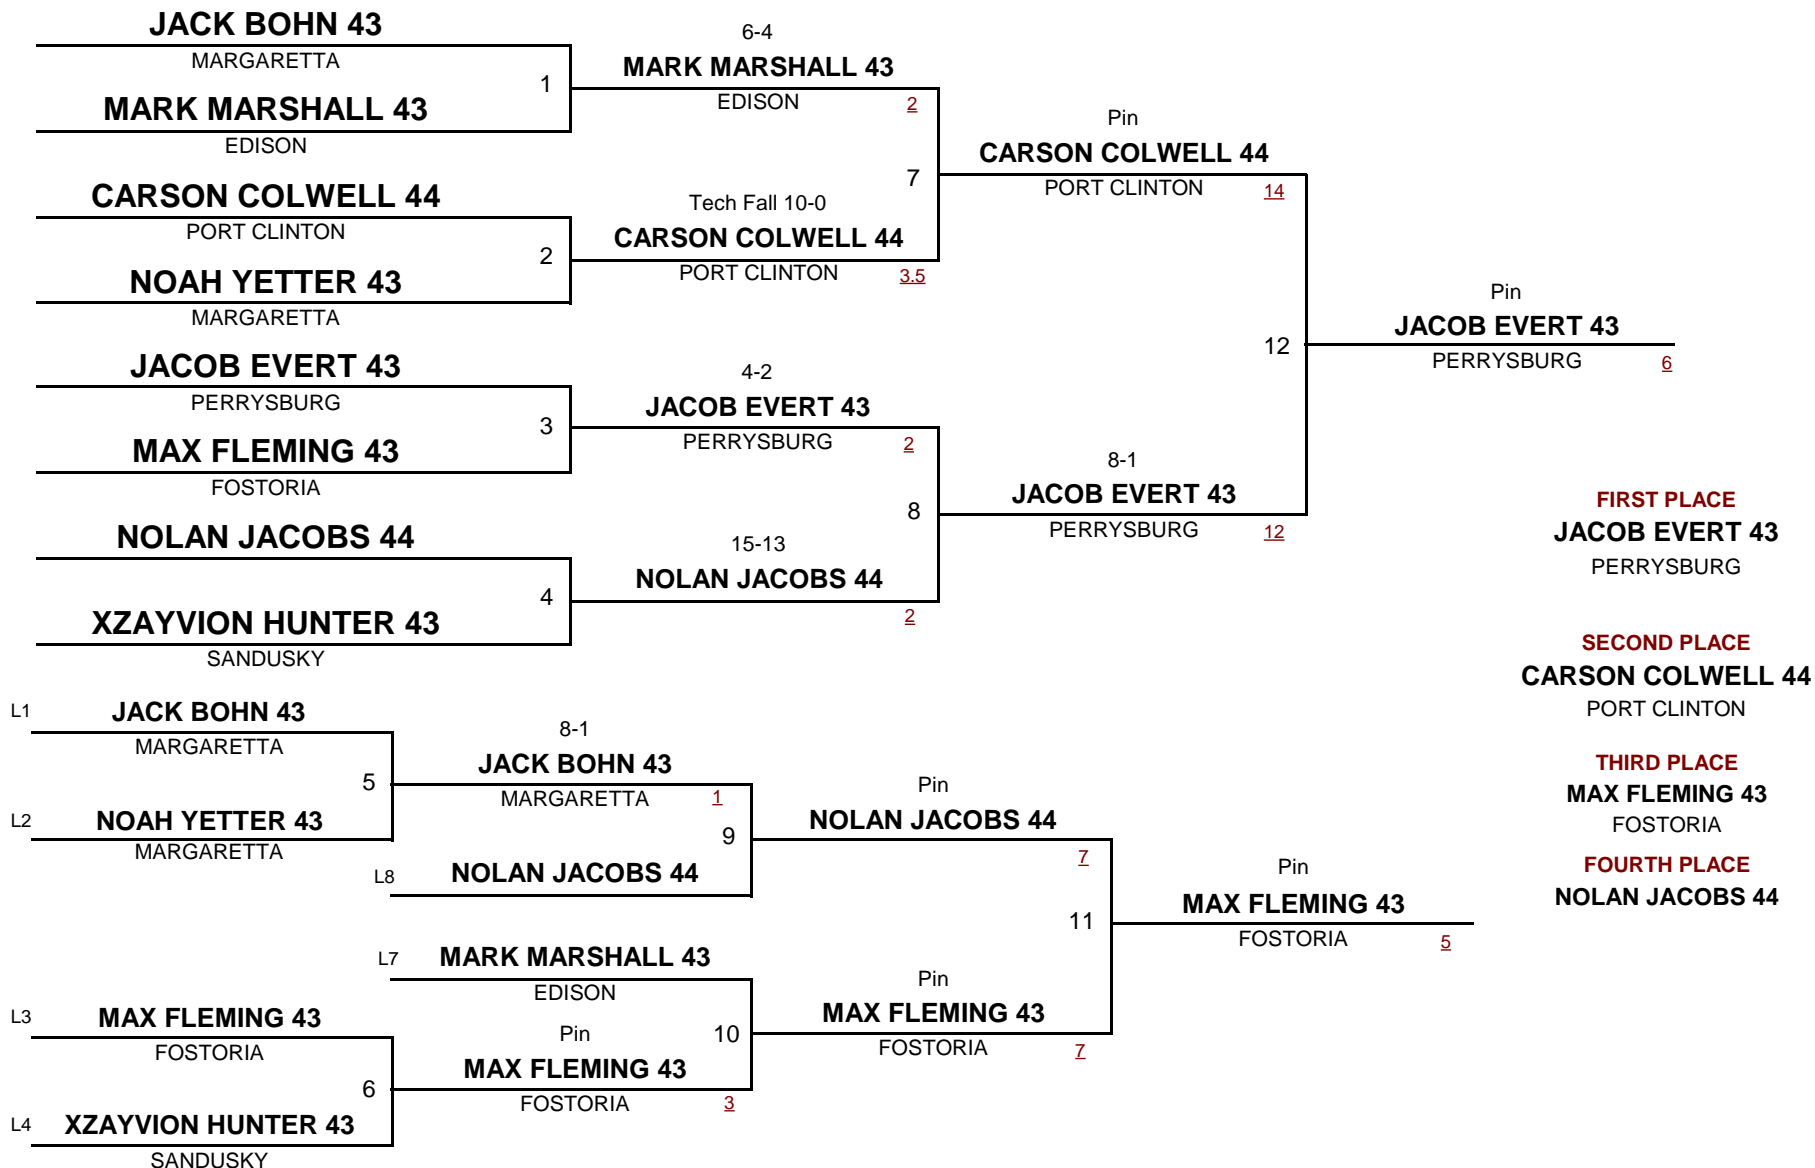 JACK BOHN 43
MARGARETTA
1
MARK MARSHALL 43
EDISON
6-4
MARK MARSHALL 43
EDISON
2
CARSON COLWELL 44
PORT CLINTON
2
NOAH YETTER 43
MARGARETTA
Tech Fall 10-0
CARSON COLWELL 44
PORT CLINTON
3.5
7
Pin
CARSON COLWELL 44
PORT CLINTON
14
JACOB EVERT 43
PERRYSBURG
3
MAX FLEMING 43
FOSTORIA
4-2
JACOB EVERT 43
PERRYSBURG
2
NOLAN JACOBS 44
4
XZAYVION HUNTER 43
SANDUSKY
15-13
NOLAN JACOBS 44
2
8
8-1
JACOB EVERT 43
PERRYSBURG
12
12
Pin
JACOB EVERT 43
PERRYSBURG
6
FIRST PLACE
JACOB EVERT 43
PERRYSBURG
SECOND PLACE
CARSON COLWELL 44
PORT CLINTON
THIRD PLACE
MAX FLEMING 43
FOSTORIA
FOURTH PLACE
NOLAN JACOBS 44
L1
JACK BOHN 43
MARGARETTA
5
L2
NOAH YETTER 43
MARGARETTA
8-1
JACK BOHN 43
MARGARETTA
1
9
L8
NOLAN JACOBS 44
Pin
NOLAN JACOBS 44
7
L7
MARK MARSHALL 43
EDISON
10
L3
MAX FLEMING 43
FOSTORIA
6
L4
XZAYVION HUNTER 43
SANDUSKY
Pin
MAX FLEMING 43
FOSTORIA
3
Pin
MAX FLEMING 43
FOSTORIA
7
11
Pin
MAX FLEMING 43
FOSTORIA
5